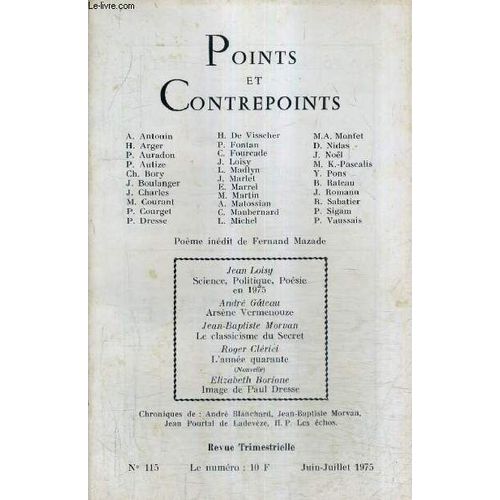 Le-livre.com
POINTS
ET
CONTREPOINTS
A. Antonin
H. Arger
P. Auradon
P. Autize
Ch. Bory
J. Boulanger
J. Charles
M. Courant
P. Courget
P. Dresse
H. De Visscher
P. Fontan
C. Fourcade
J. Loisy
L. Madlyn
J. Marlet
E. Marrel
M. Martin
A. Matossian
C. Maubernard
L. Michel
M.A. Monfet
D. Nidas
J. Noël
M. K.-Pascalis
Y. Pons
B. Rateau
J. Romann
R. Sabatier
P. Sigam
P. Vaussais
Poème inédit de Fernand Mazade
Jean Loisy
Science, Politique, Poésie
en 1975
André Gâteau
Arsène Vermenouze
Jean-Baptiste Morvan
Le classicisme du Secret
Roger Clérici
L'année quarante
(Nouvelle)
Elizabeth Borione
Image de Paul Dresse
Chroniques de : André Blanchard, Jean-Baptiste Morvan,
Jean Pourtal de Ladevèze, H. P. Les échos.
Revue Trimestrielle
N° 115 Le numéro : 10 F Juin-Juillet 1975